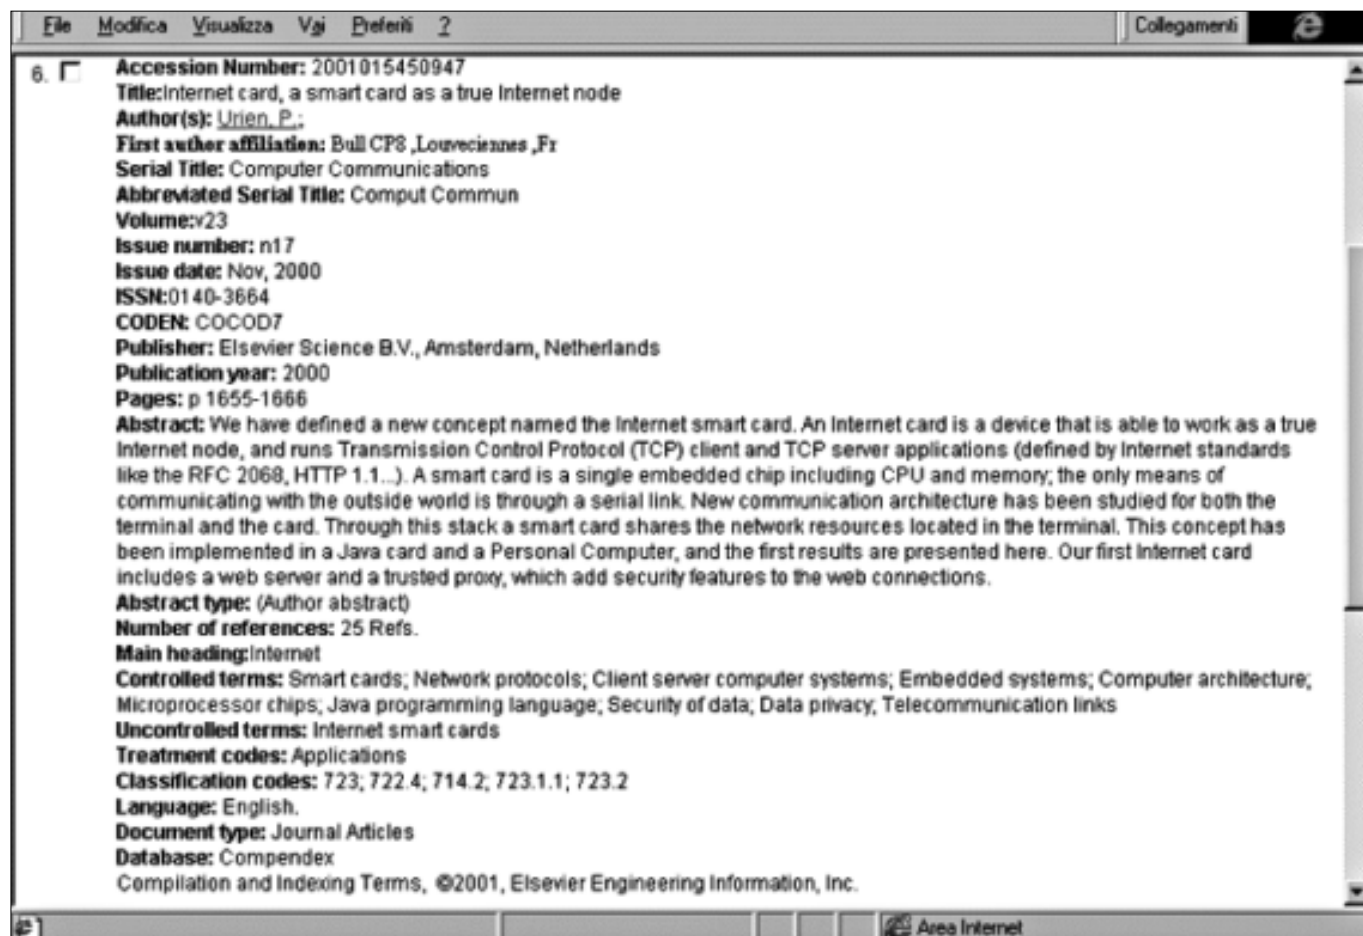 File Modifica Visualizza Vai Preferiti ? Collegamenti
6. Accession Number: 2001015450947
Title:Internet card, a smart card as a true Internet node
Author(s): Urien, P.;
First author affiliation: Bull CP8 ,Louveciennes ,Fr
Serial Title: Computer Communications
Abbreviated Serial Title: Comput Commun
Volume:v23
Issue number: n17
Issue date: Nov, 2000
ISSN:0140-3664
CODEN: COCOD7
Publisher: Elsevier Science B.V., Amsterdam, Netherlands
Publication year: 2000
Pages: p 1655-1666
Abstract: We have defined a new concept named the Internet smart card. An Internet card is a device that is able to work as a true
Internet node, and runs Transmission Control Protocol (TCP) client and TCP server applications (defined by Internet standards
like the RFC 2068, HTTP 1.1...). A smart card is a single embedded chip including CPU and memory; the only means of
communicating with the outside world is through a serial link. New communication architecture has been studied for both the
terminal and the card. Through this stack a smart card shares the network resources located in the terminal. This concept has
been implemented in a Java card and a Personal Computer, and the first results are presented here. Our first Internet card
includes a web server and a trusted proxy, which add security features to the web connections.
Abstract type: (Author abstract)
Number of references: 25 Refs.
Main heading:Internet
Controlled terms: Smart cards; Network protocols; Client server computer systems; Embedded systems; Computer architecture;
Microprocessor chips; Java programming language; Security of data; Data privacy; Telecommunication links
Uncontrolled terms: Internet smart cards
Treatment codes: Applications
Classification codes: 723; 722.4; 714.2; 723.1.1; 723.2
Language: English.
Document type: Journal Articles
Database: Compendex
Compilation and Indexing Terms, ©2001, Elsevier Engineering Information, Inc.
Area Internet